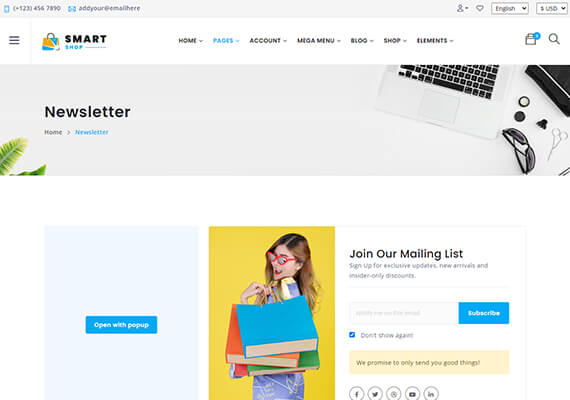 (+123) 456 7890 addyour@emailhere English $ USD
SMART
SHOP
HOME PAGES ACCOUNT MEGA MENU BLOG SHOP ELEMENTS 0
Newsletter
Home > Newsletter
Join Our Mailing List
Sign Up for exclusive updates, new arrivals and
insider-only discounts.
Open with popup
Notify me on this email Subscribe
Don't show again!
We promise to only send you good things!